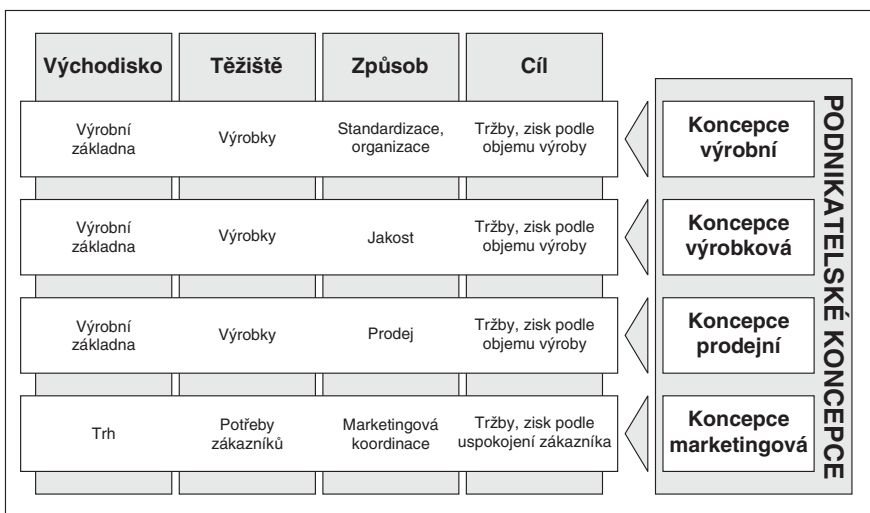 Východisko
Těžiště
Způsob
Cíl
PODNIKATELSKÉ KONCEPCE
Výrobní
základna
Výrobky
Standardizace,
organizace
Tržby, zisk podle
objemu výroby
Koncepce
výrobní
Výrobní
základna
Výrobky
Jakost
Tržby, zisk podle
objemu výroby
Koncepce
výrobková
Výrobní
základna
Výrobky
Prodej
Tržby, zisk podle
objemu výroby
Koncepce
prodejní
Trh
Potřeby
zákazníků
Marketingová
koordinace
Tržby, zisk podle
uspokojení zákazníka
Koncepce
marketingová